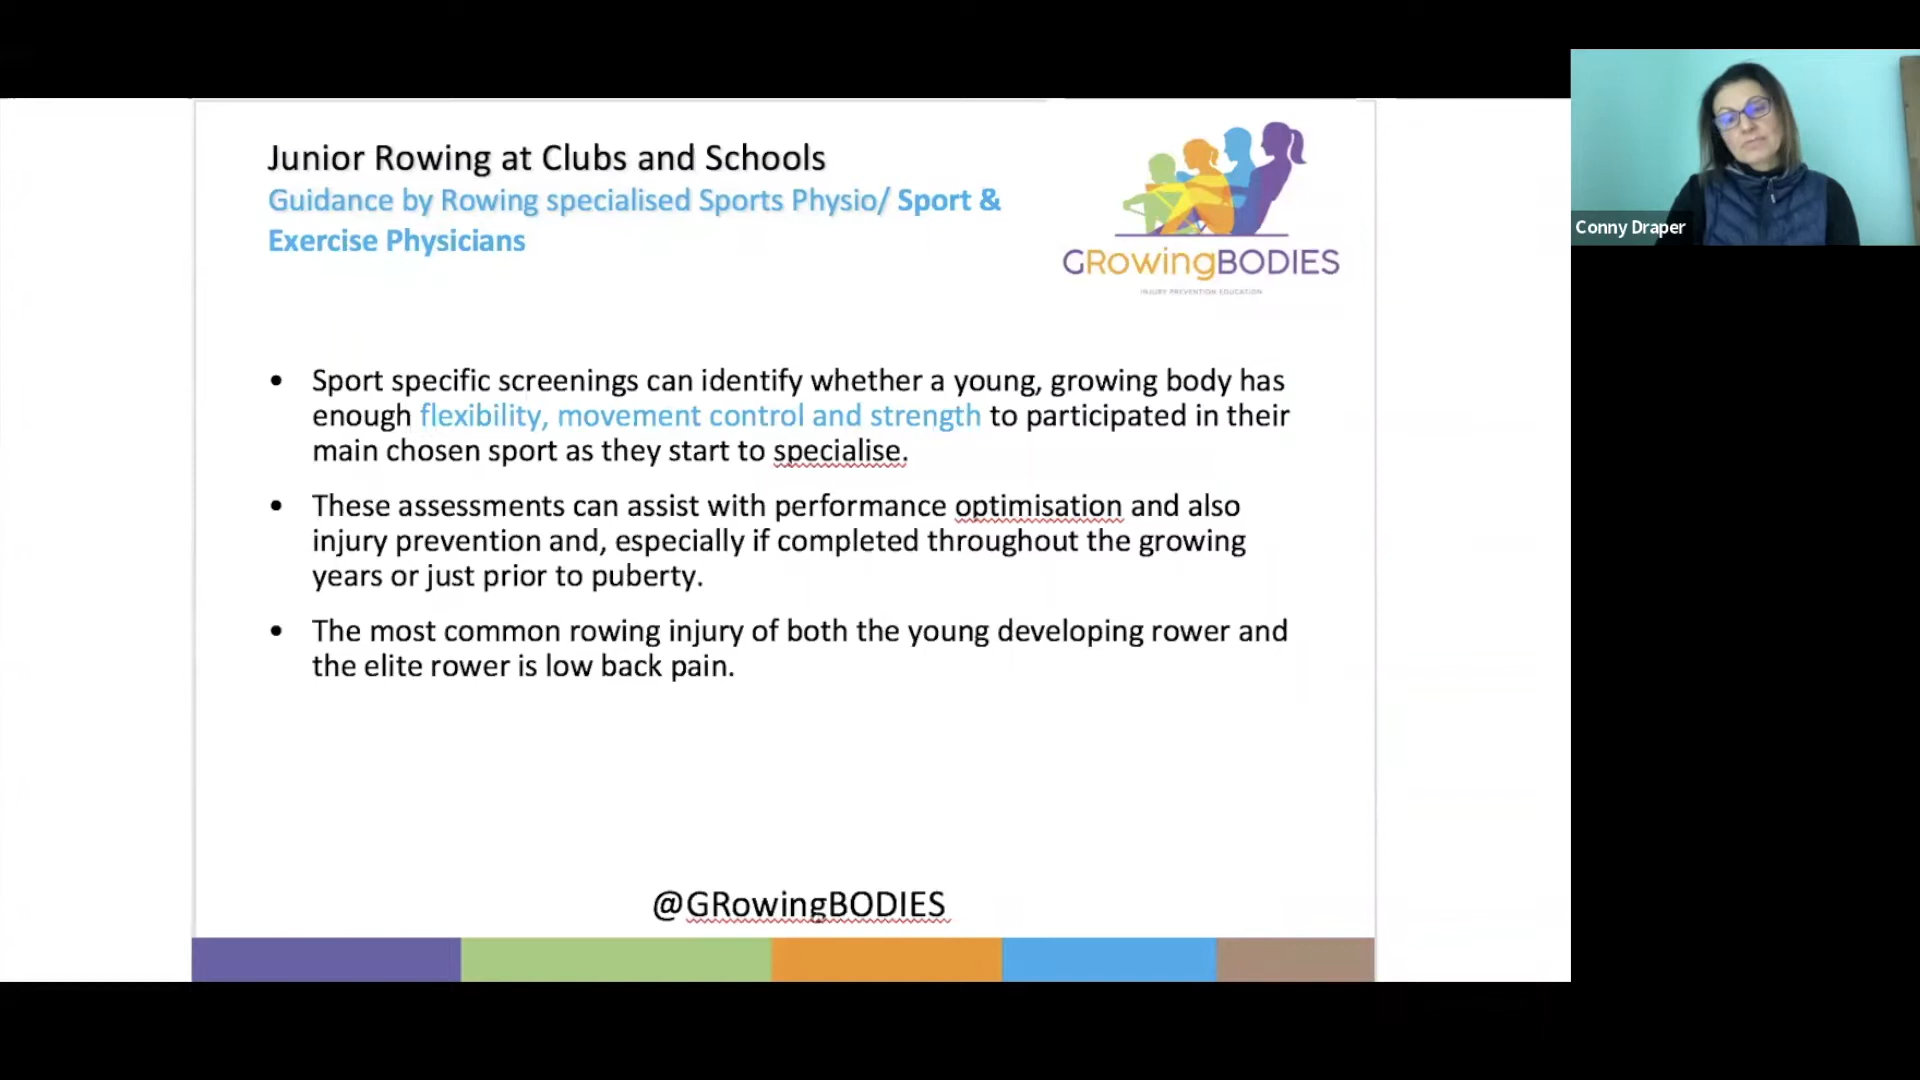 Junior Rowing at Clubs and Schools
Guidance by Rowing specialised Sports Physio/ Sport &
Exercise Physicians
GRowingBODIES
INJURY PREVENTION EDUCATION
Conny Draper
• Sport specific screenings can identify whether a young, growing body has
enough flexibility, movement control and strength to participated in their
main chosen sport as they start to specialise.
• These assessments can assist with performance optimisation and also
injury prevention and, especially if completed throughout the growing
years or just prior to puberty.
• The most common rowing injury of both the young developing rower and
the elite rower is low back pain.
@GRowingBODIES